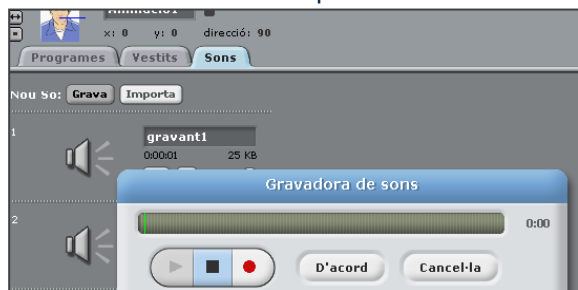 x: 0 y: 0 direcció: 90
Programes Vestits Sons
Nou So: Grava Importa
1
gravant1
0:00:01 25 KB
Gravadora de sons
2
0:00
D'acord Cancel·la